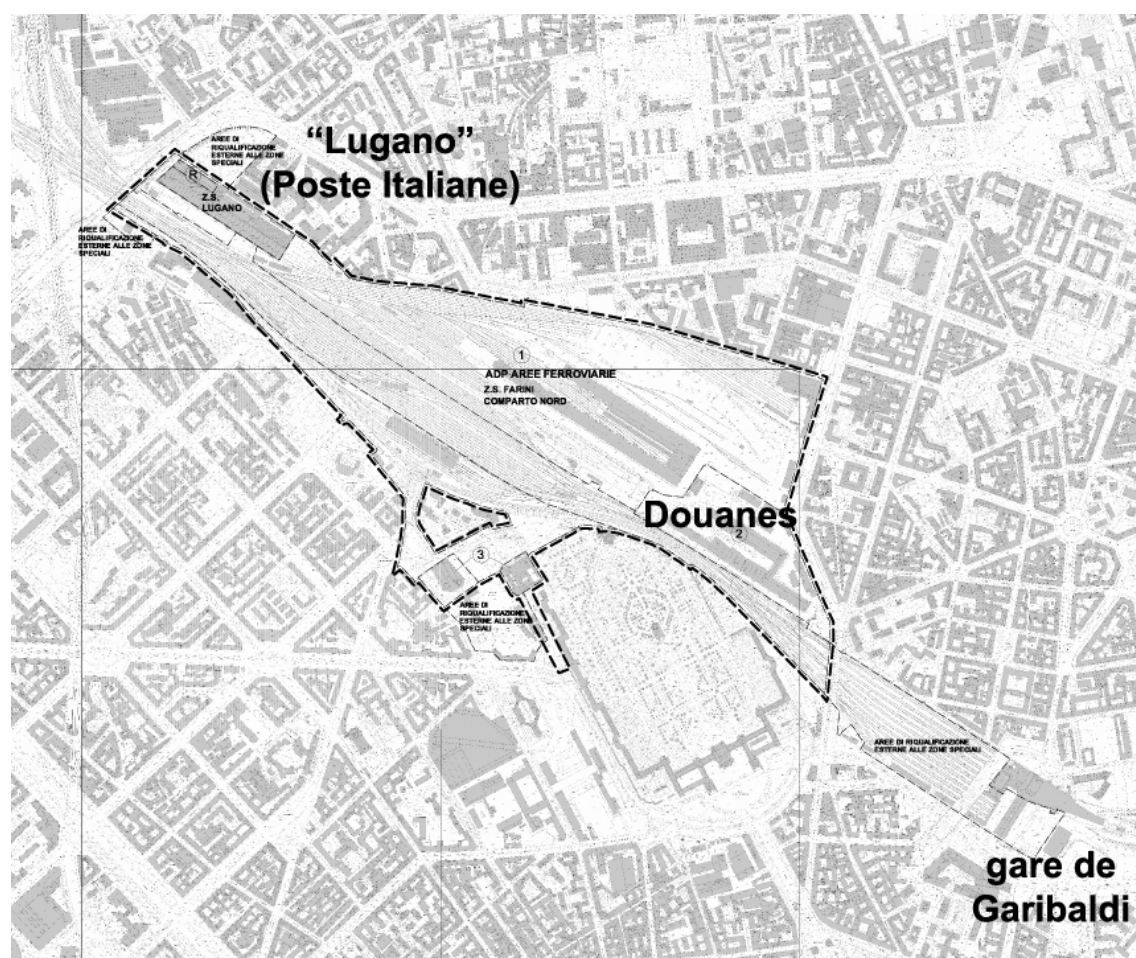 “Lugano”
(Poste Italiane)
AREE DI
RIQUALIFICAZIONE
ESTERNE ALLE ZONE
SPECIALI
R
Z.S.
LUGANO
AREE DI
RIQUALIFICAZIONE
ESTERNE ALLE ZONE
SPECIALI
1
ADP AREE FERROVIARIE
Z.S. FARINI
COMPARTO NORD
Douanes
2
3
AREE DI
RIQUALIFICAZIONE
ESTERNE ALLE ZONE
SPECIALI
AREE DI RIQUALIFICAZIONE
ESTERNE ALLE ZONE SPECIALI
gare de
Garibaldi